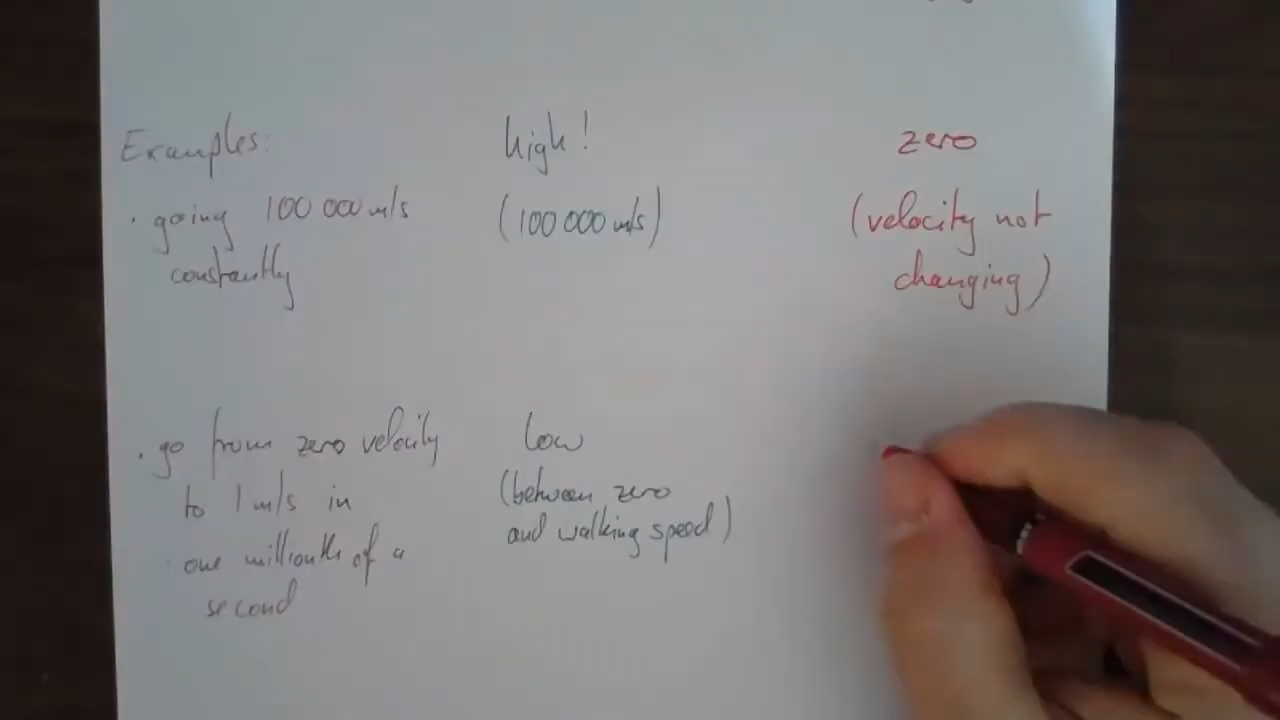 Examples:
high!
zero
• going 100 000 m/s
constantly
(100 000 m/s)
(velocity not
changing)
• go from zero velocity
to 1 m/s in
one millionth of a
second
low
(between zero
and walking speed)